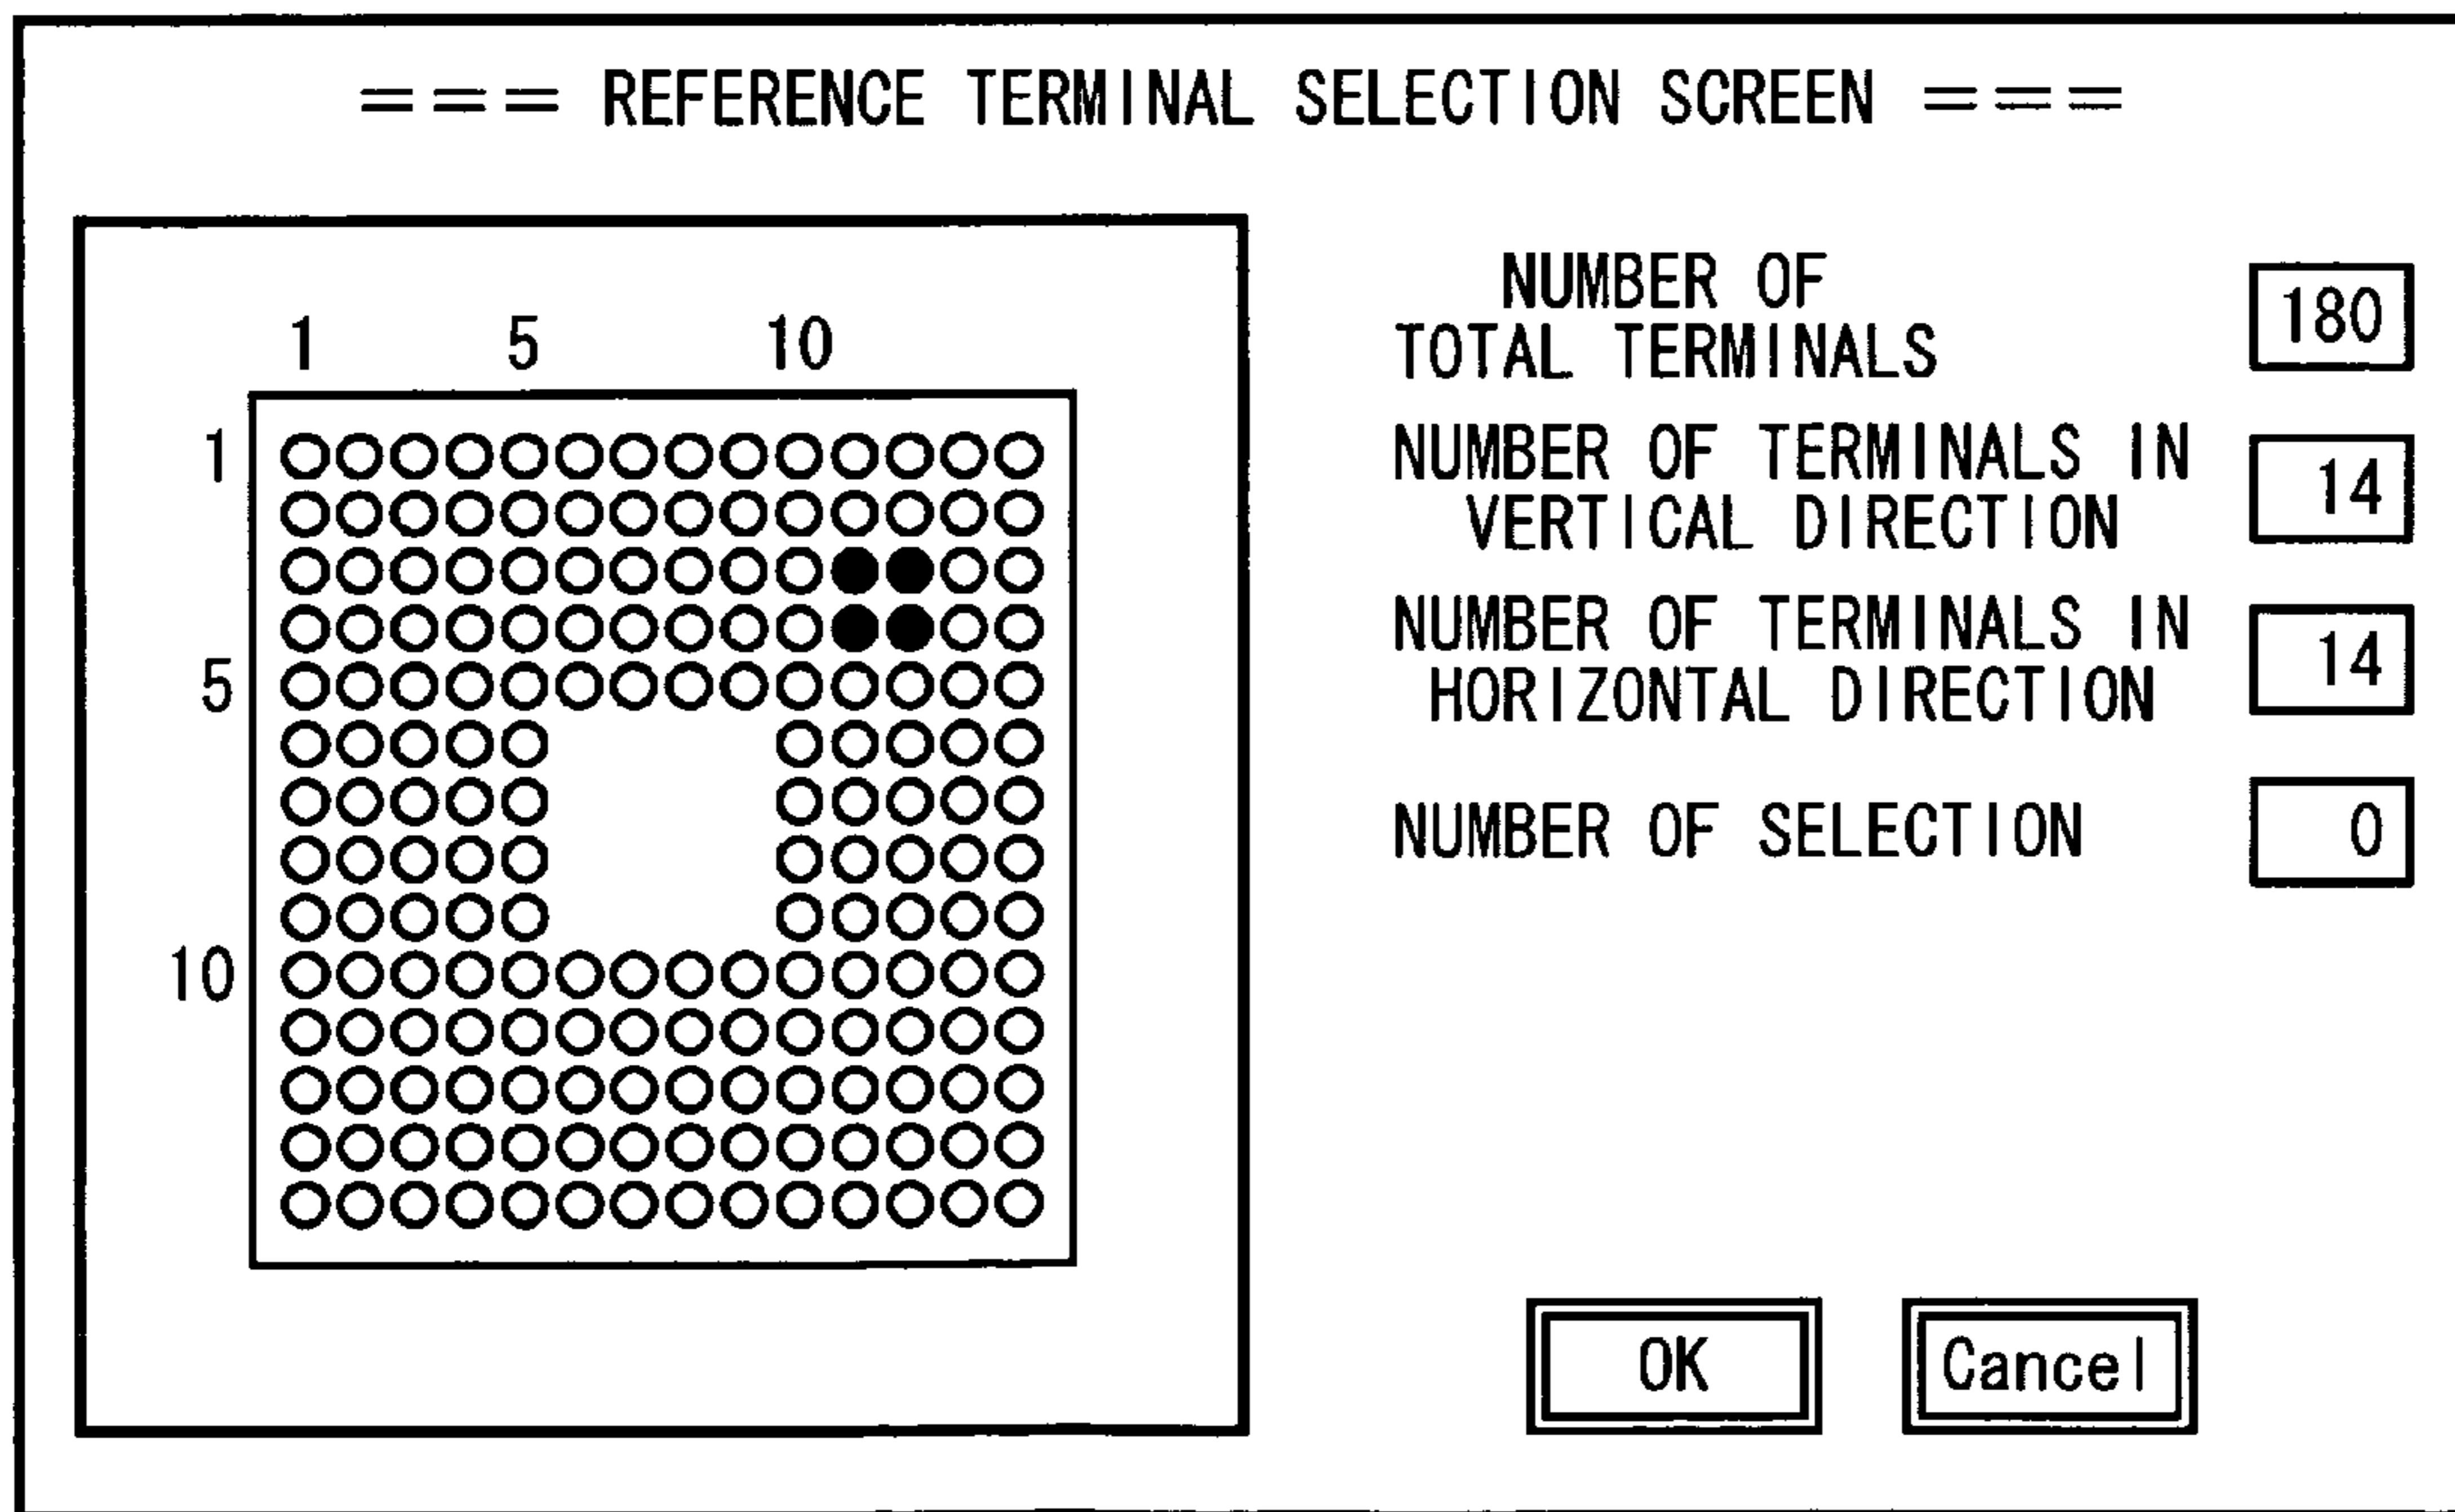 === REFERENCE TERMINAL SELECTION SCREEN ===
1 5 10
1
5
10
NUMBER OF
TOTAL TERMINALS
180
NUMBER OF TERMINALS IN
VERTICAL DIRECTION
14
NUMBER OF TERMINALS IN
HORIZONTAL DIRECTION
14
NUMBER OF SELECTION
0
OK
Cancel